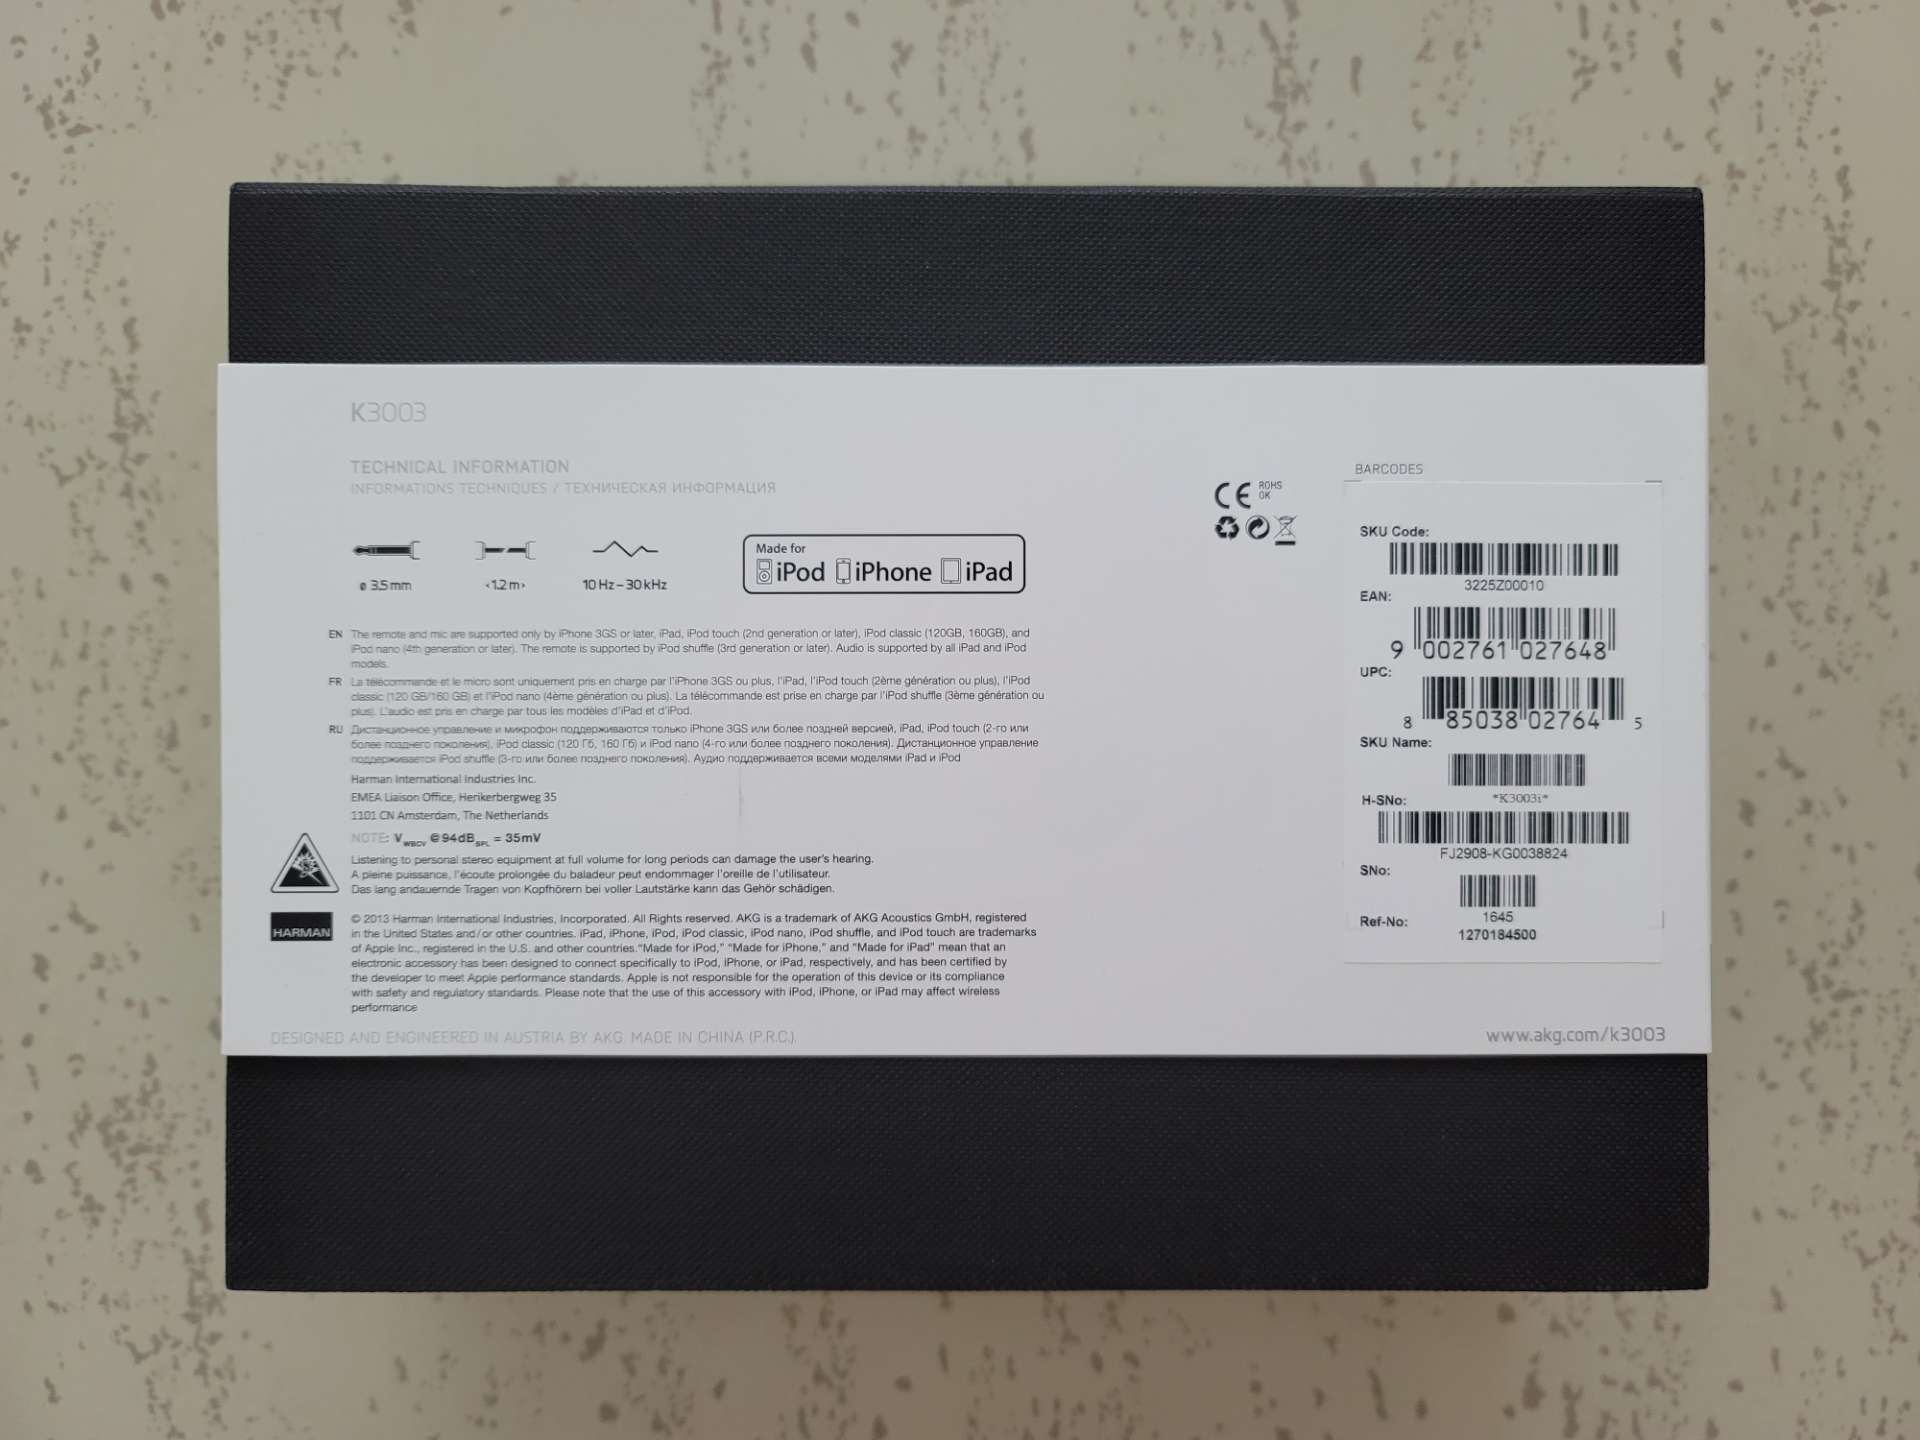 K3003
TECHNICAL INFORMATION
INFORMATIONS TECHNIQUES / ТЕХНИЧЕСКАЯ ИНФОРМАЦИЯ
ø 3.5 mm
‹1.2 m›
10 Hz – 30 kHz
Made for
iPod iPhone iPad
EN The remote and mic are supported only by iPhone 3GS or later, iPad, iPod touch (2nd generation or later), iPod classic (120GB, 160GB), and
iPod nano (4th generation or later). The remote is supported by iPod shuffle (3rd generation or later). Audio is supported by all iPad and iPod
models.
FR La télécommande et le micro sont uniquement pris en charge par l'iPhone 3GS ou plus, l'iPad, l'iPod touch (2ème génération ou plus), l'iPod
classic (120 GB/160 GB) et l'iPod nano (4ème génération ou plus). La télécommande est prise en charge par l'iPod shuffle (3ème génération ou
plus). L'audio est pris en charge par tous les modèles d'iPad et d'iPod.
RU Дистанционное управление и микрофон поддерживаются только iPhone 3GS или более поздней версией, iPad, iPod touch (2-го или
более позднего поколения), iPod classic (120 Гб, 160 Гб) и iPod nano (4-го или более позднего поколения). Дистанционное управление
поддерживается iPod shuffle (3-го или более позднего поколения). Аудио поддерживается всеми моделями iPad и iPod
Harman International Industries Inc.
EMEA Liaison Office, Herikerbergweg 35
1101 CN Amsterdam, The Netherlands
NOTE: V WBCV @94dB SPL = 35mV
Listening to personal stereo equipment at full volume for long periods can damage the user's hearing.
A pleine puissance, l'écoute prolongée du baladeur peut endommager l'oreille de l'utilisateur.
Das lang andauernde Tragen von Kopfhörern bei voller Lautstärke kann das Gehör schädigen.
HARMAN
© 2013 Harman International Industries, Incorporated. All Rights reserved. AKG is a trademark of AKG Acoustics GmbH, registered
in the United States and/or other countries. iPad, iPhone, iPod, iPod classic, iPod nano, iPod shuffle, and iPod touch are trademarks
of Apple Inc., registered in the U.S. and other countries."Made for iPod," "Made for iPhone," and "Made for iPad" mean that an
electronic accessory has been designed to connect specifically to iPod, iPhone, or iPad, respectively, and has been certified by
the developer to meet Apple performance standards. Apple is not responsible for the operation of this device or its compliance
with safety and regulatory standards. Please note that the use of this accessory with iPod, iPhone, or iPad may affect wireless
performance
DESIGNED AND ENGINEERED IN AUSTRIA BY AKG. MADE IN CHINA (P.R.C.).
CE ROHS
OK
BARCODES
SKU Code:
3225Z00010
EAN:
9 002761 027648
UPC:
8 85038 02764 5
SKU Name:
*K3003i*
H-SNo:
FJ2908-KG0038824
SNo:
1645
Ref-No:
1270184500
www.akg.com/k3003